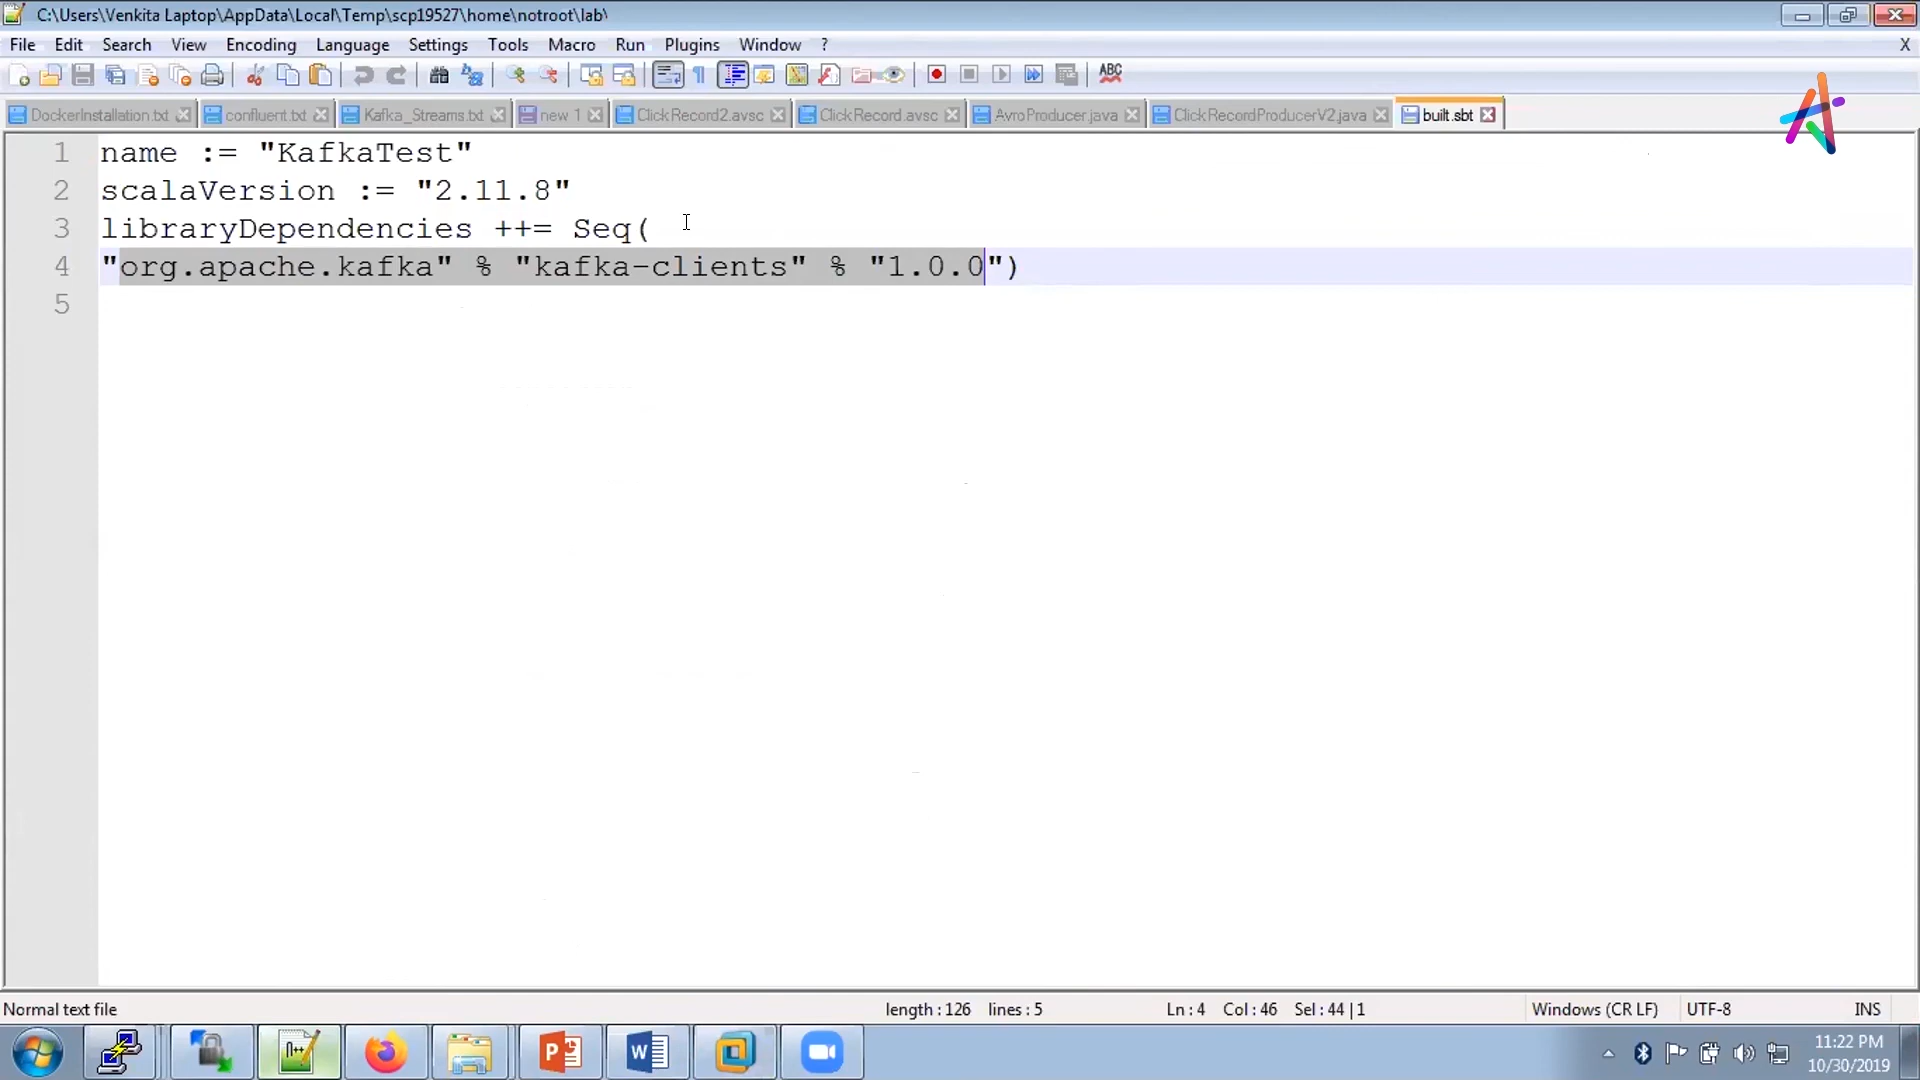 C:\Users\Venkita Laptop\AppData\Local\Temp\scp19527\home\notroot\lab\
File Edit Search View Encoding Language Settings Tools Macro Run Plugins Window ? X
ABC
DockerInstallation.txt confluent.txt Kafka_Streams.txt new 1 ClickRecord2.avsc ClickRecord.avsc AvroProducer.java ClickRecordProducerV2.java built.sbt
1 name := "KafkaTest"
2 scalaVersion := "2.11.8"
3 libraryDependencies ++= Seq(
4 "org.apache.kafka" % "kafka-clients" % "1.0.0")
5
Normal text file length : 126 lines : 5 Ln : 4 Col : 46 Sel : 44 | 1 Windows (CR LF) UTF-8 INS
11:22 PM
10/30/2019